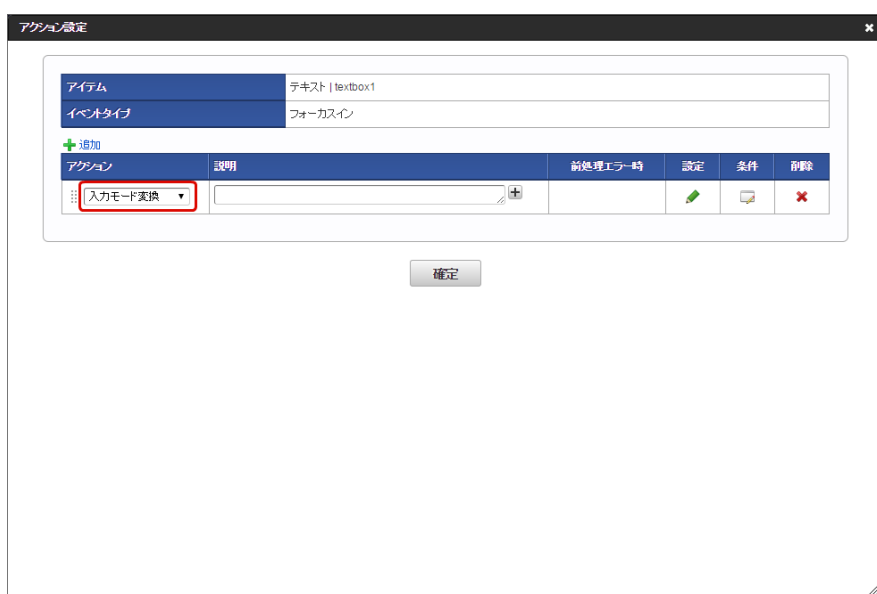 アクション設定
アイテム テキスト | textbox1
イベントタイプ フォーカスイン
追加
アクション 説明 前処理エラー時 設定 条件 削除
入力モード変換
確定